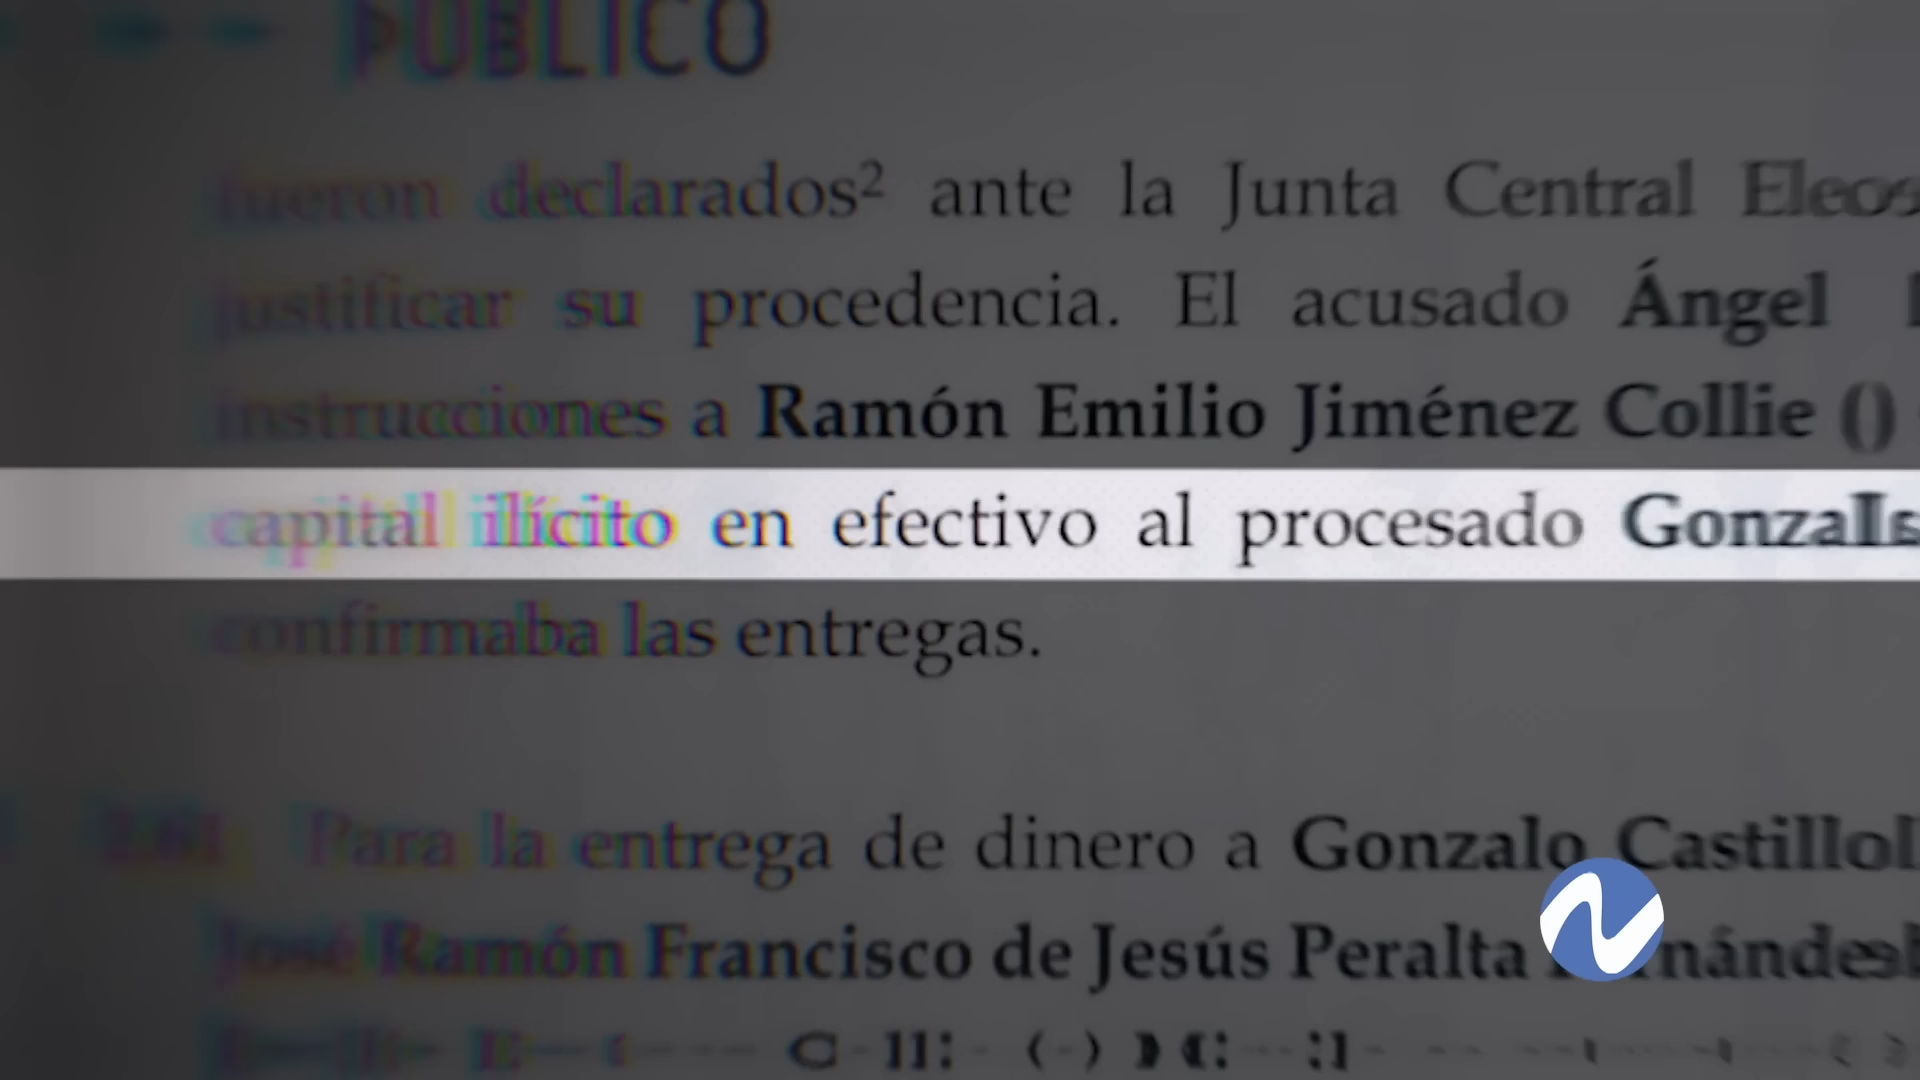 PÚBLICO
fueron declarados² ante la Junta Central
justificar su procedencia. El acusado Ángel
instrucciones a Ramón Emilio Jiménez Collie ()
capital ilícito en efectivo al procesado
confirmaba las entregas.
Para la entrega de dinero a Gonzalo Castillo
José Ramón Francisco de Jesús Peralta